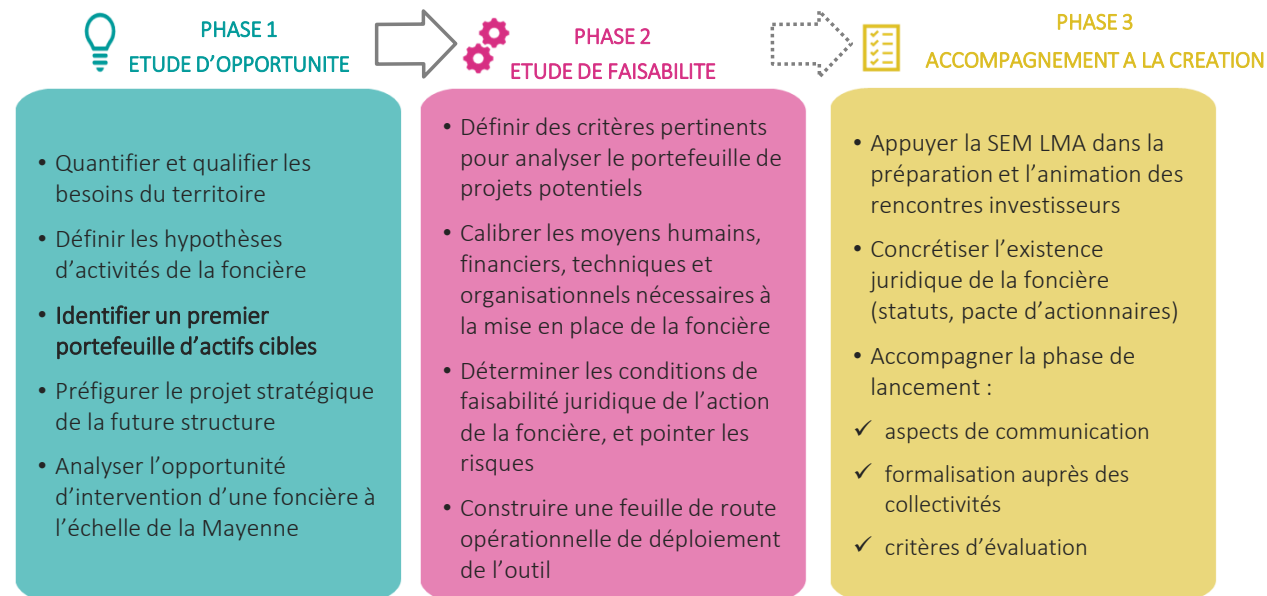 PHASE 1
ETUDE D'OPPORTUNITE
• Quantifier et qualifier les
besoins du territoire
• Définir les hypothèses
d'activités de la foncière
• Identifier un premier
portefeuille d'actifs cibles
• Préfigurer le projet stratégique
de la future structure
• Analyser l'opportunité
d'intervention d'une foncière à
l'échelle de la Mayenne
PHASE 2
ETUDE DE FAISABILITE
• Définir des critères pertinents
pour analyser le portefeuille de
projets potentiels
• Calibrer les moyens humains,
financiers, techniques et
organisationnels nécessaires à
la mise en place de la foncière
• Déterminer les conditions de
faisabilité juridique de l'action
de la foncière, et pointer les
risques
• Construire une feuille de route
opérationnelle de déploiement
de l'outil
PHASE 3
ACCOMPAGNEMENT A LA CREATION
• Appuyer la SEM LMA dans la
préparation et l'animation des
rencontres investisseurs
• Concrétiser l'existence
juridique de la foncière
(statuts, pacte d'actionnaires)
• Accompagner la phase de
lancement :
✓ aspects de communication
✓ formalisation auprès des
collectivités
✓ critères d'évaluation